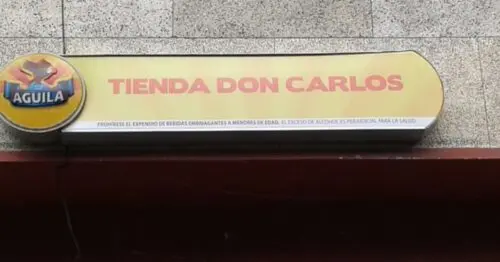 TIENDA DON CARLOS
AGUILA
PROHÍBESE EL EXPENDIO DE BEBIDAS EMBRIAGANTES A MENORES DE EDAD. EL EXCESO DE ALCOHOL ES PERJUDICIAL PARA LA SALUD.